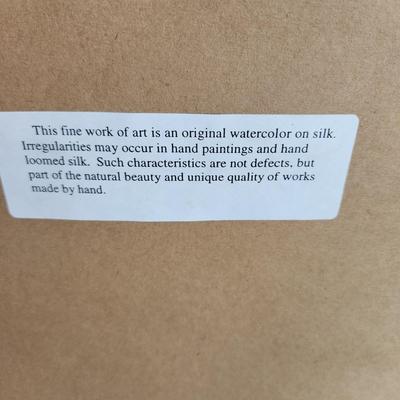 This fine work of art is an original watercolor on silk.
Irregularities may occur in hand paintings and hand
loomed silk. Such characteristics are not defects, but
part of the natural beauty and unique quality of works
made by hand.